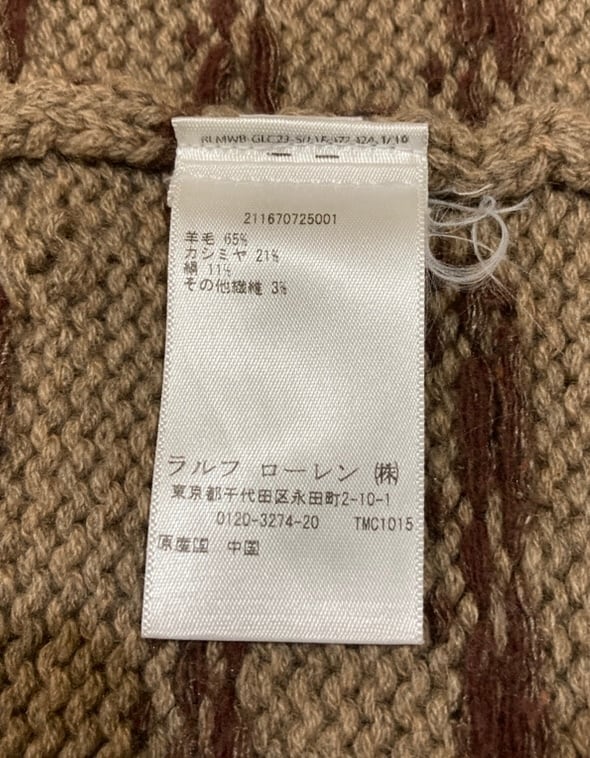 211670725001
羊毛 65%
カシミヤ 21%
絹 11%
その他繊維 3%
ラルフ ローレン ㈱
東京都千代田区永田町2-10-1
0120-3274-20 TMC1015
原産国 中国